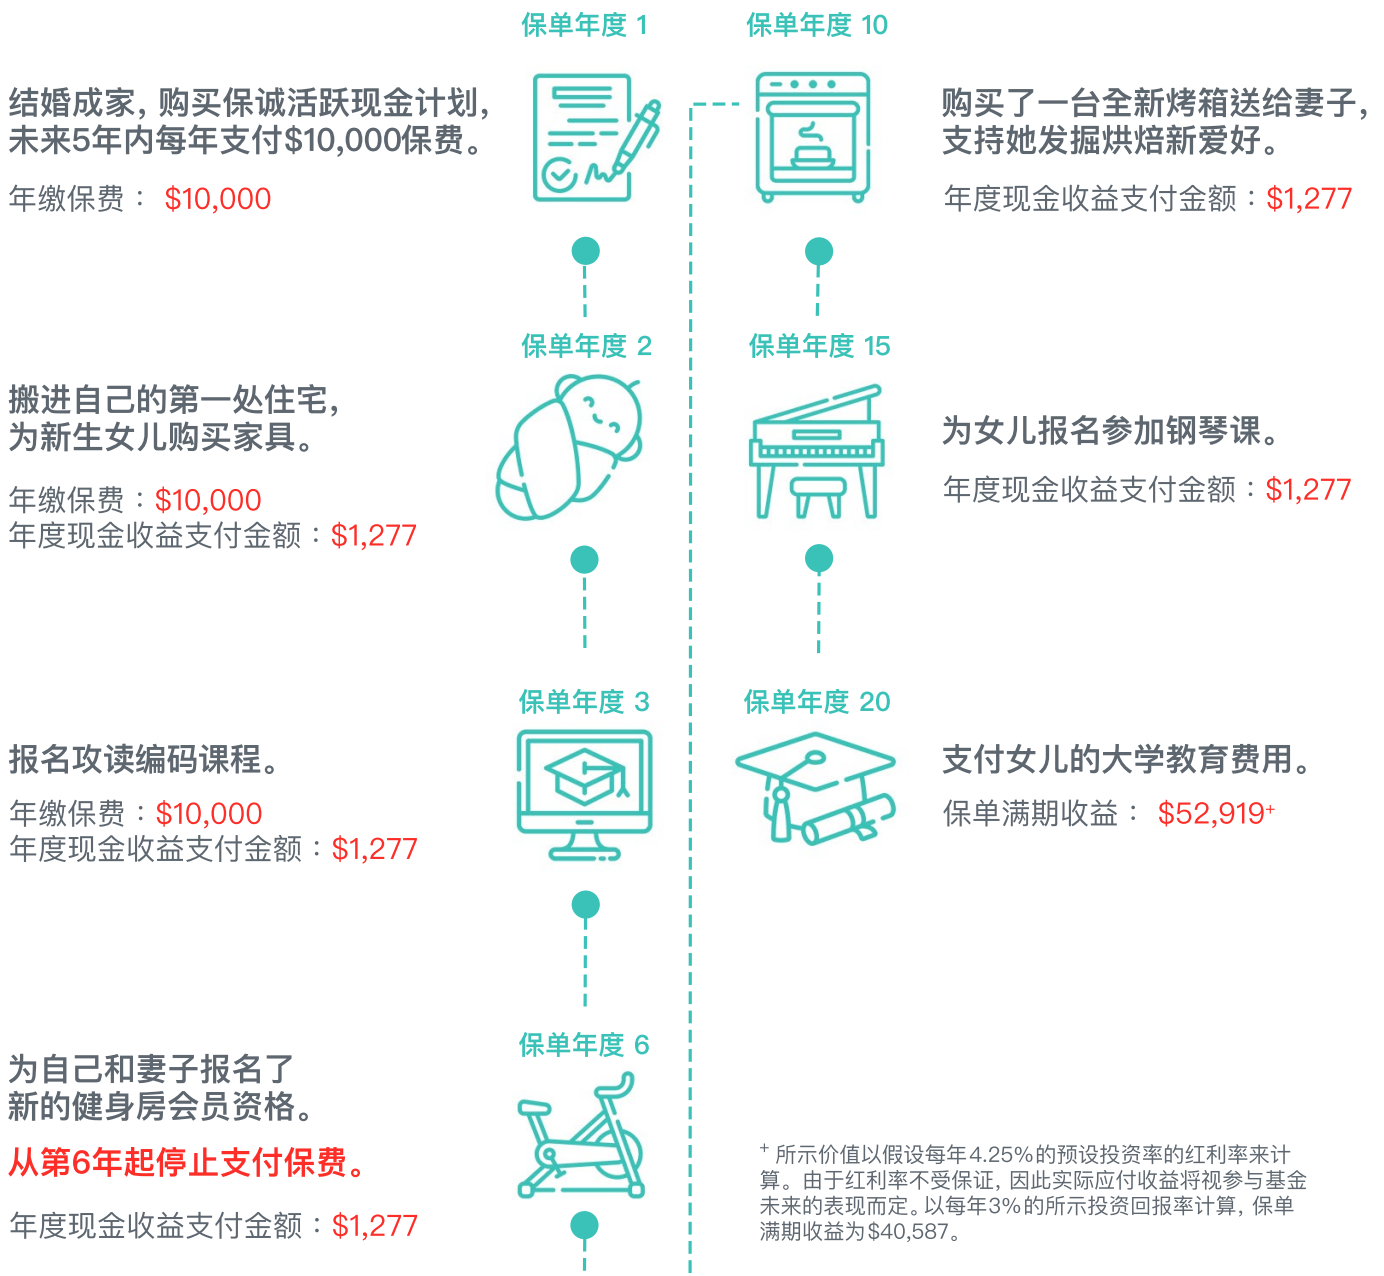 保单年度 1
结婚成家，购买保诚活跃现金计划，
未来5年内每年支付$10,000保费。
年缴保费： $10,000
保单年度 2
搬进自己的第一处住宅，
为新生女儿购买家具。
年缴保费：$10,000
年度现金收益支付金额：$1,277
保单年度 3
报名攻读编码课程。
年缴保费：$10,000
年度现金收益支付金额：$1,277
保单年度 6
为自己和妻子报名了
新的健身房会员资格。
从第6年起停止支付保费。
年度现金收益支付金额：$1,277
保单年度 10
购买了一台全新烤箱送给妻子，
支持她发掘烘焙新爱好。
年度现金收益支付金额：$1,277
保单年度 15
为女儿报名参加钢琴课。
年度现金收益支付金额：$1,277
保单年度 20
支付女儿的大学教育费用。
保单满期收益： $52,919+
+ 所示价值以假设每年4.25%的预设投资率的红利率来计
算。由于红利率不受保证，因此实际应付收益将视参与基金
未来的表现而定。以每年3%的所示投资回报率计算，保单
满期收益为$40,587。